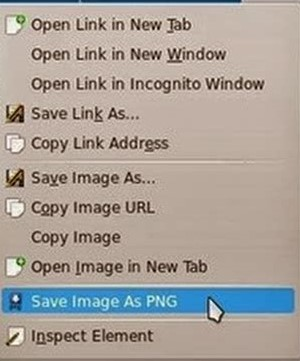 Open Link in New Tab
Open Link in New Window
Open Link in Incognito Window
Save Link As...
Copy Link Address
Save Image As...
Copy Image URL
Copy Image
Open Image in New Tab
Save Image As PNG
Inspect Element